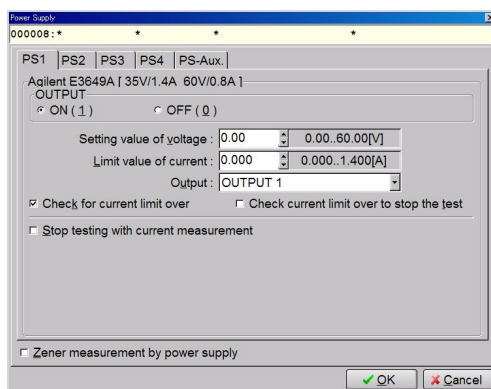 Power Supply
000008:* * * *
PS1 PS2 PS3 PS4 PS-Aux.
Agilent E3649A [ 35V/1.4A 60V/0.8A ]
OUTPUT
ON ( 1 ) OFF ( 0 )
Setting value of voltage : 0.00 0.00..60.00[V]
Limit value of current : 0.000 0.000..1.400[A]
Output : OUTPUT 1
Check for current limit over Check current limit over to stop the test
Stop testing with current measurement
Zener measurement by power supply
OK Cancel